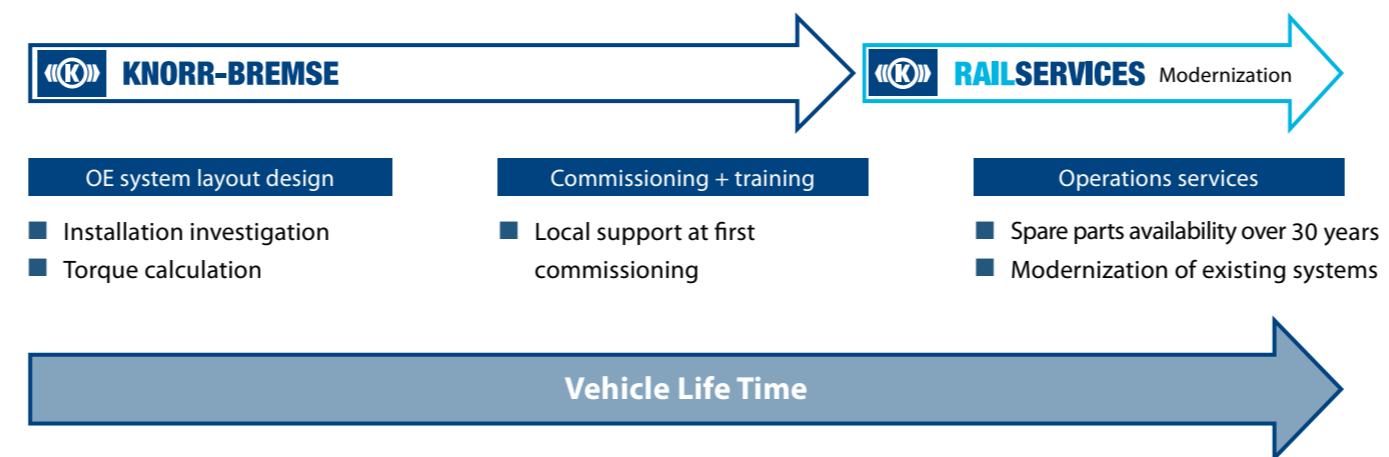 K KNORR-BREMSE
K RAILSERVICES Modernization
OE system layout design
Installation investigation
Torque calculation
Commissioning + training
Local support at first
commissioning
Operations services
Spare parts availability over 30 years
Modernization of existing systems
Vehicle Life Time